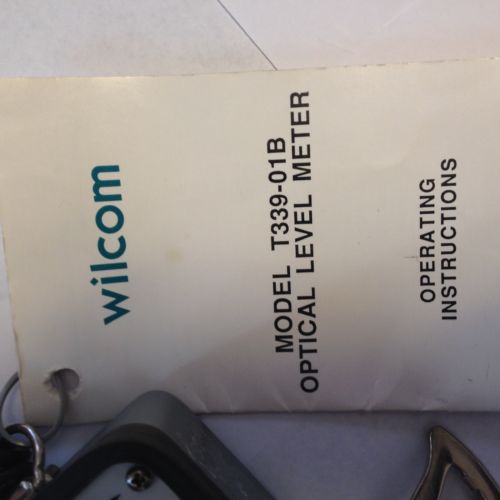 wilcom
MODEL T339-01B
OPTICAL LEVEL METER
OPERATING
INSTRUCTIONS